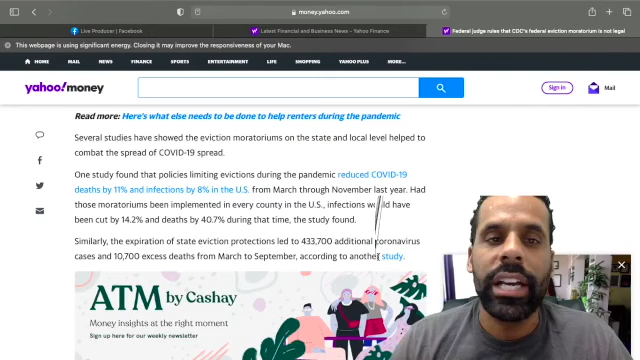 money.yahoo.com
Live Producer | Facebook
Latest Financial and Business News - Yahoo Finance
Federal judge rules that CDC's federal eviction moratorium is not legal
This webpage is using significant energy. Closing it may improve the responsiveness of your Mac.
HOME MAIL NEWS FINANCE SPORTS ENTERTAINMENT LIFE SHOPPING YAHOO PLUS MORE...
yahoo!money
Sign in
Mail
Read more: Here's what else needs to be done to help renters during the pandemic
Several studies have showed the eviction moratoriums on the state and local level helped to
combat the spread of COVID-19 spread.
One study found that policies limiting evictions during the pandemic reduced COVID-19
deaths by 11% and infections by 8% in the U.S. from March through November last year. Had
those moratoriums been implemented in every county in the U.S., infections would have
been cut by 14.2% and deaths by 40.7% during that time, the study found.
Similarly, the expiration of state eviction protections led to 433,700 additional coronavirus
cases and 10,700 excess deaths from March to September, according to another study.
ATM by Cashay
Money insights at the right moment
Sign up here for our weekly newsletter